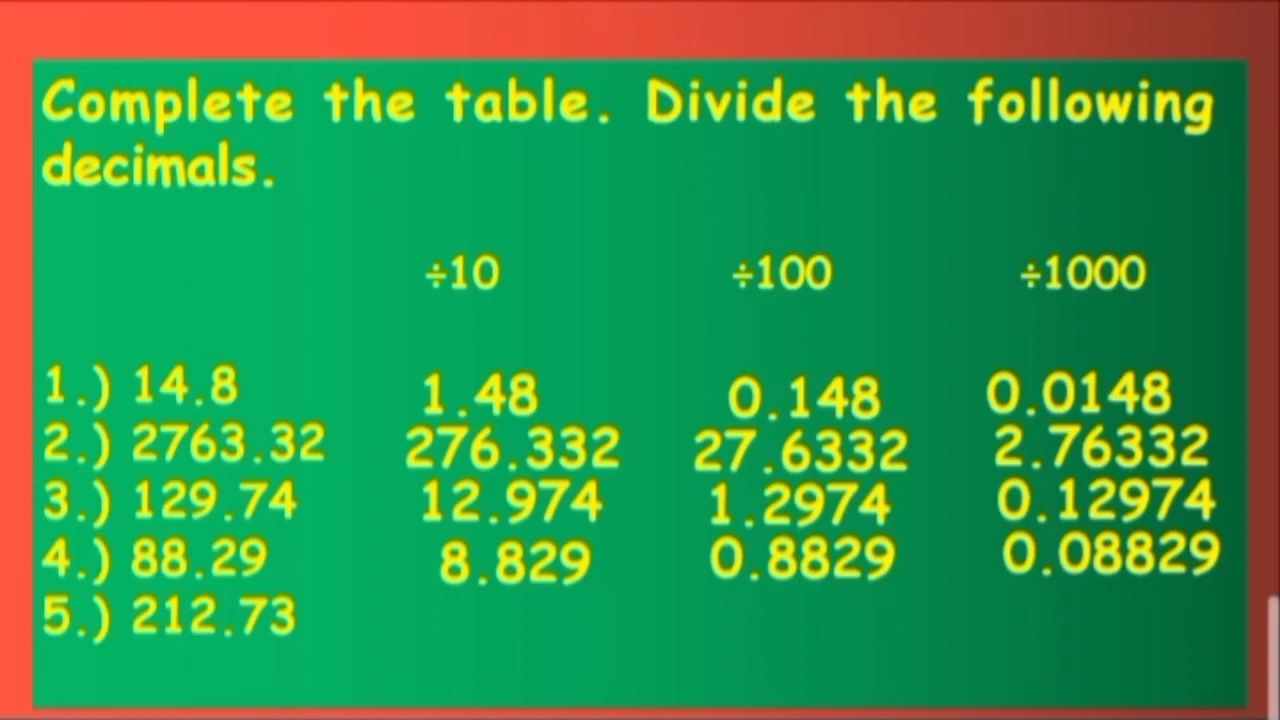 Complete the table. Divide the following
decimals.
÷10 ÷100 ÷1000
1.) 14.8 1.48 0.148 0.0148
2.) 2763.32 276.332 27.6332 2.76332
3.) 129.74 12.974 1.2974 0.12974
4.) 88.29 8.829 0.8829 0.08829
5.) 212.73